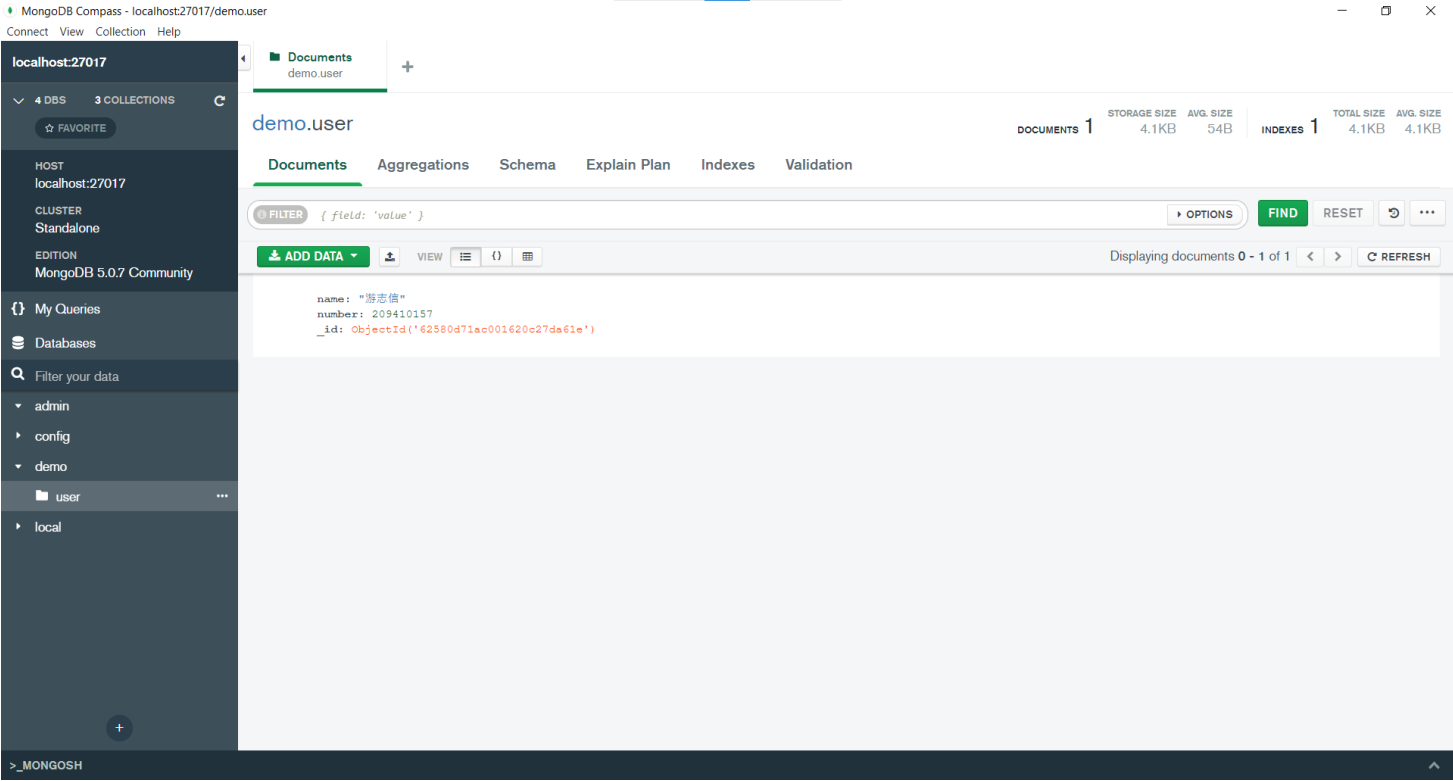 MongoDB Compass - localhost:27017/demo.user
Connect View Collection Help
localhost:27017
4 DBS 3 COLLECTIONS
FAVORITE
HOST
localhost:27017
CLUSTER
Standalone
EDITION
MongoDB 5.0.7 Community
{} My Queries
Databases
Filter your data
admin
config
demo
user
local
>_MONGOSH
Documents
demo.user
demo.user
DOCUMENTS 1 STORAGE SIZE 4.1KB AVG. SIZE 54B INDEXES 1 TOTAL SIZE 4.1KB AVG. SIZE 4.1KB
Documents Aggregations Schema Explain Plan Indexes Validation
FILTER { field: 'value' } OPTIONS FIND RESET
ADD DATA VIEW {} Displaying documents 0 - 1 of 1 REFRESH
name: "游志信"
number: 209410157
_id: ObjectId('62580d71ac001620c27da61e')